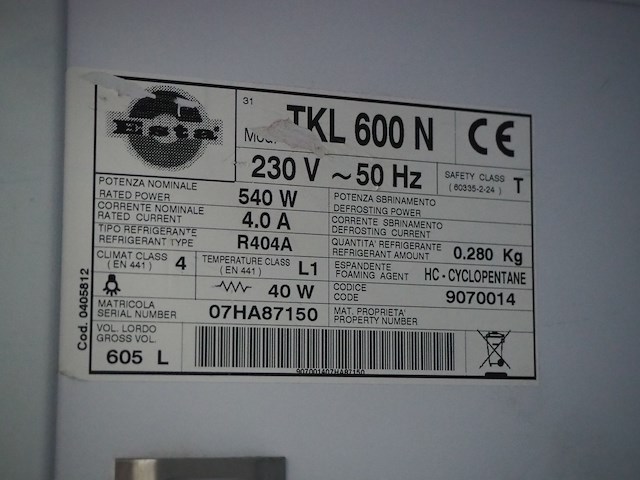 31
Esta
TKL 600 N
CE
230 V ~ 50 Hz
SAFETY CLASS
( 60335-2-24 ) T
POTENZA NOMINALE
RATED POWER 540 W
POTENZA SBRINAMENTO
DEFROSTING POWER
CORRENTE NOMINALE
RATED CURRENT 4.0 A
CORRENTE SBRINAMENTO
DEFROSTING CURRENT
TIPO REFRIGERANTE
REFRIGERANT TYPE R404A
QUANTITA' REFRIGERANTE
REFRIGERANT AMOUNT 0.280 Kg
CLIMAT CLASS
( EN 441 ) 4
TEMPERATURE CLASS
( EN 441 ) L1
ESPANDENTE
FOAMING AGENT HC - CYCLOPENTANE
40 W
CODICE
CODE 9070014
MATRICOLA
SERIAL NUMBER 07HA87150
MAT. PROPRIETA'
PROPERTY NUMBER
VOL. LORDO
GROSS VOL.
605 L
907001407HA87150
Cod. 0405812